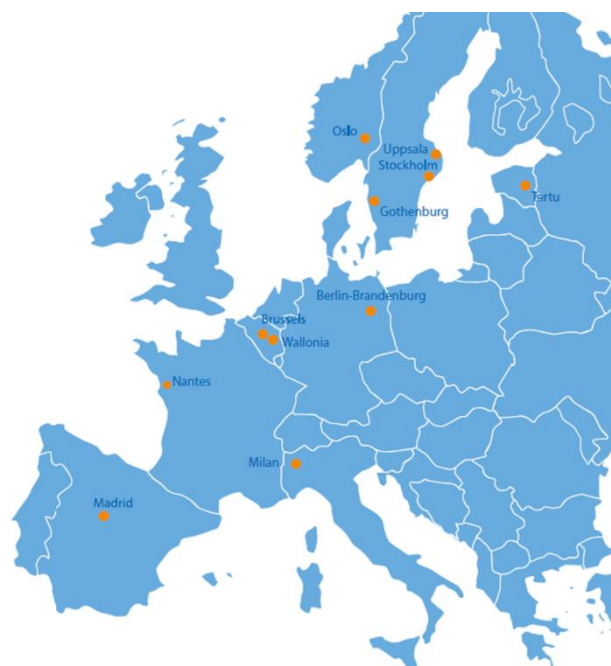 Oslo
Uppsala
Stockholm
Tartu
Gothenburg
Berlin-Brandenburg
Brussels
Wallonia
Nantes
Milan
Madrid